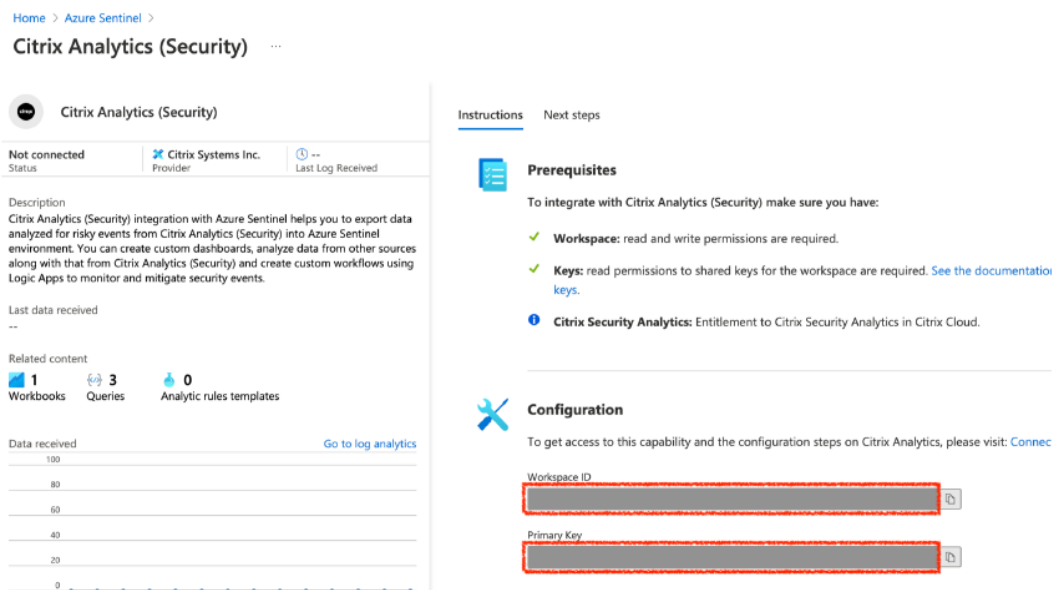 Home > Azure Sentinel >
Citrix Analytics (Security) ...
Citrix Analytics (Security)
Not connected
Status
Citrix Systems Inc.
Provider
--
Last Log Received
Description
Citrix Analytics (Security) integration with Azure Sentinel helps you to export data
analyzed for risky events from Citrix Analytics (Security) into Azure Sentinel
environment. You can create custom dashboards, analyze data from other sources
along with that from Citrix Analytics (Security) and create custom workflows using
Logic Apps to monitor and mitigate security events.
Last data received
--
Related content
1
Workbooks
3
Queries
0
Analytic rules templates
Data received
Go to log analytics
100
80
60
40
20
0
Instructions
Next steps
Prerequisites
To integrate with Citrix Analytics (Security) make sure you have:
Workspace: read and write permissions are required.
Keys: read permissions to shared keys for the workspace are required. See the documentation
keys.
Citrix Security Analytics: Entitlement to Citrix Security Analytics in Citrix Cloud.
Configuration
To get access to this capability and the configuration steps on Citrix Analytics, please visit: Connec
Workspace ID
Primary Key